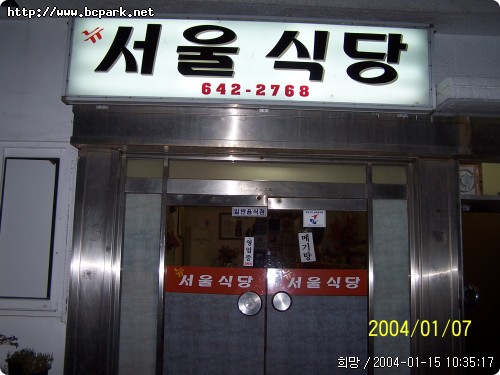 http://www.bcpark.net/
뉴 서울 식당
642-2768
일반음식점
영업중
메기탕
서울식당
서울식당
2004/01/07
희망 / 2004-01-15 10:35:17